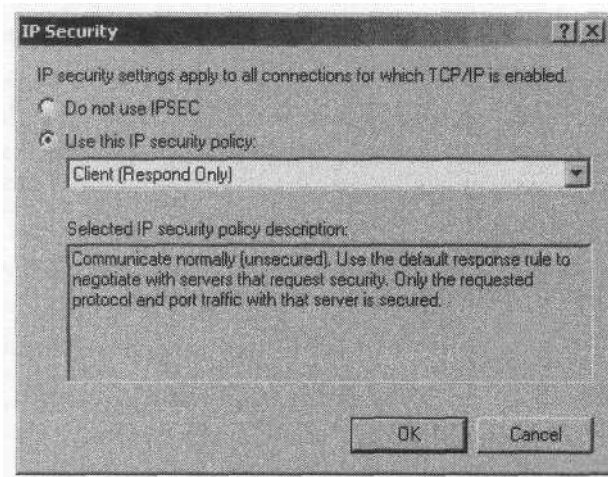 IP Security
IP security settings apply to all connections for which TCP/IP is enabled.
Do not use IPSEC
Use this IP security policy:
Client (Respond Only)
Selected IP security policy description:
Communicate normally (unsecured). Use the default response rule to
negotiate with servers that request security. Only the requested
protocol and port traffic with that server is secured.
OK
Cancel